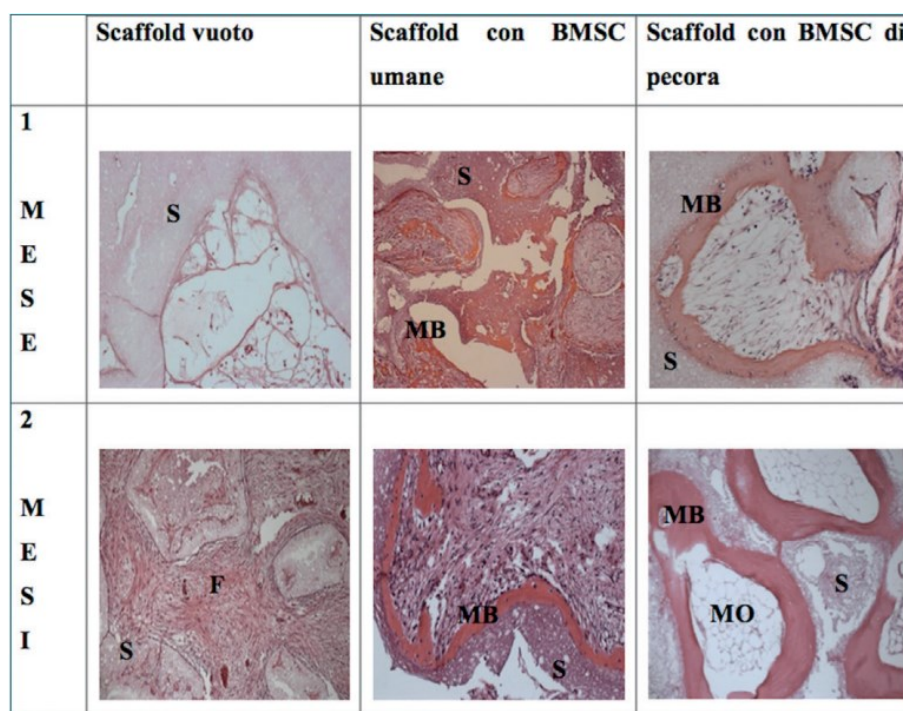 Scaffold vuoto
Scaffold con BMSC
umane
Scaffold con BMSC di
pecora
1
M
E
S
E
S
S
MB
MB
S
2
M
E
S
I
F
S
MB
S
MB
MO
S